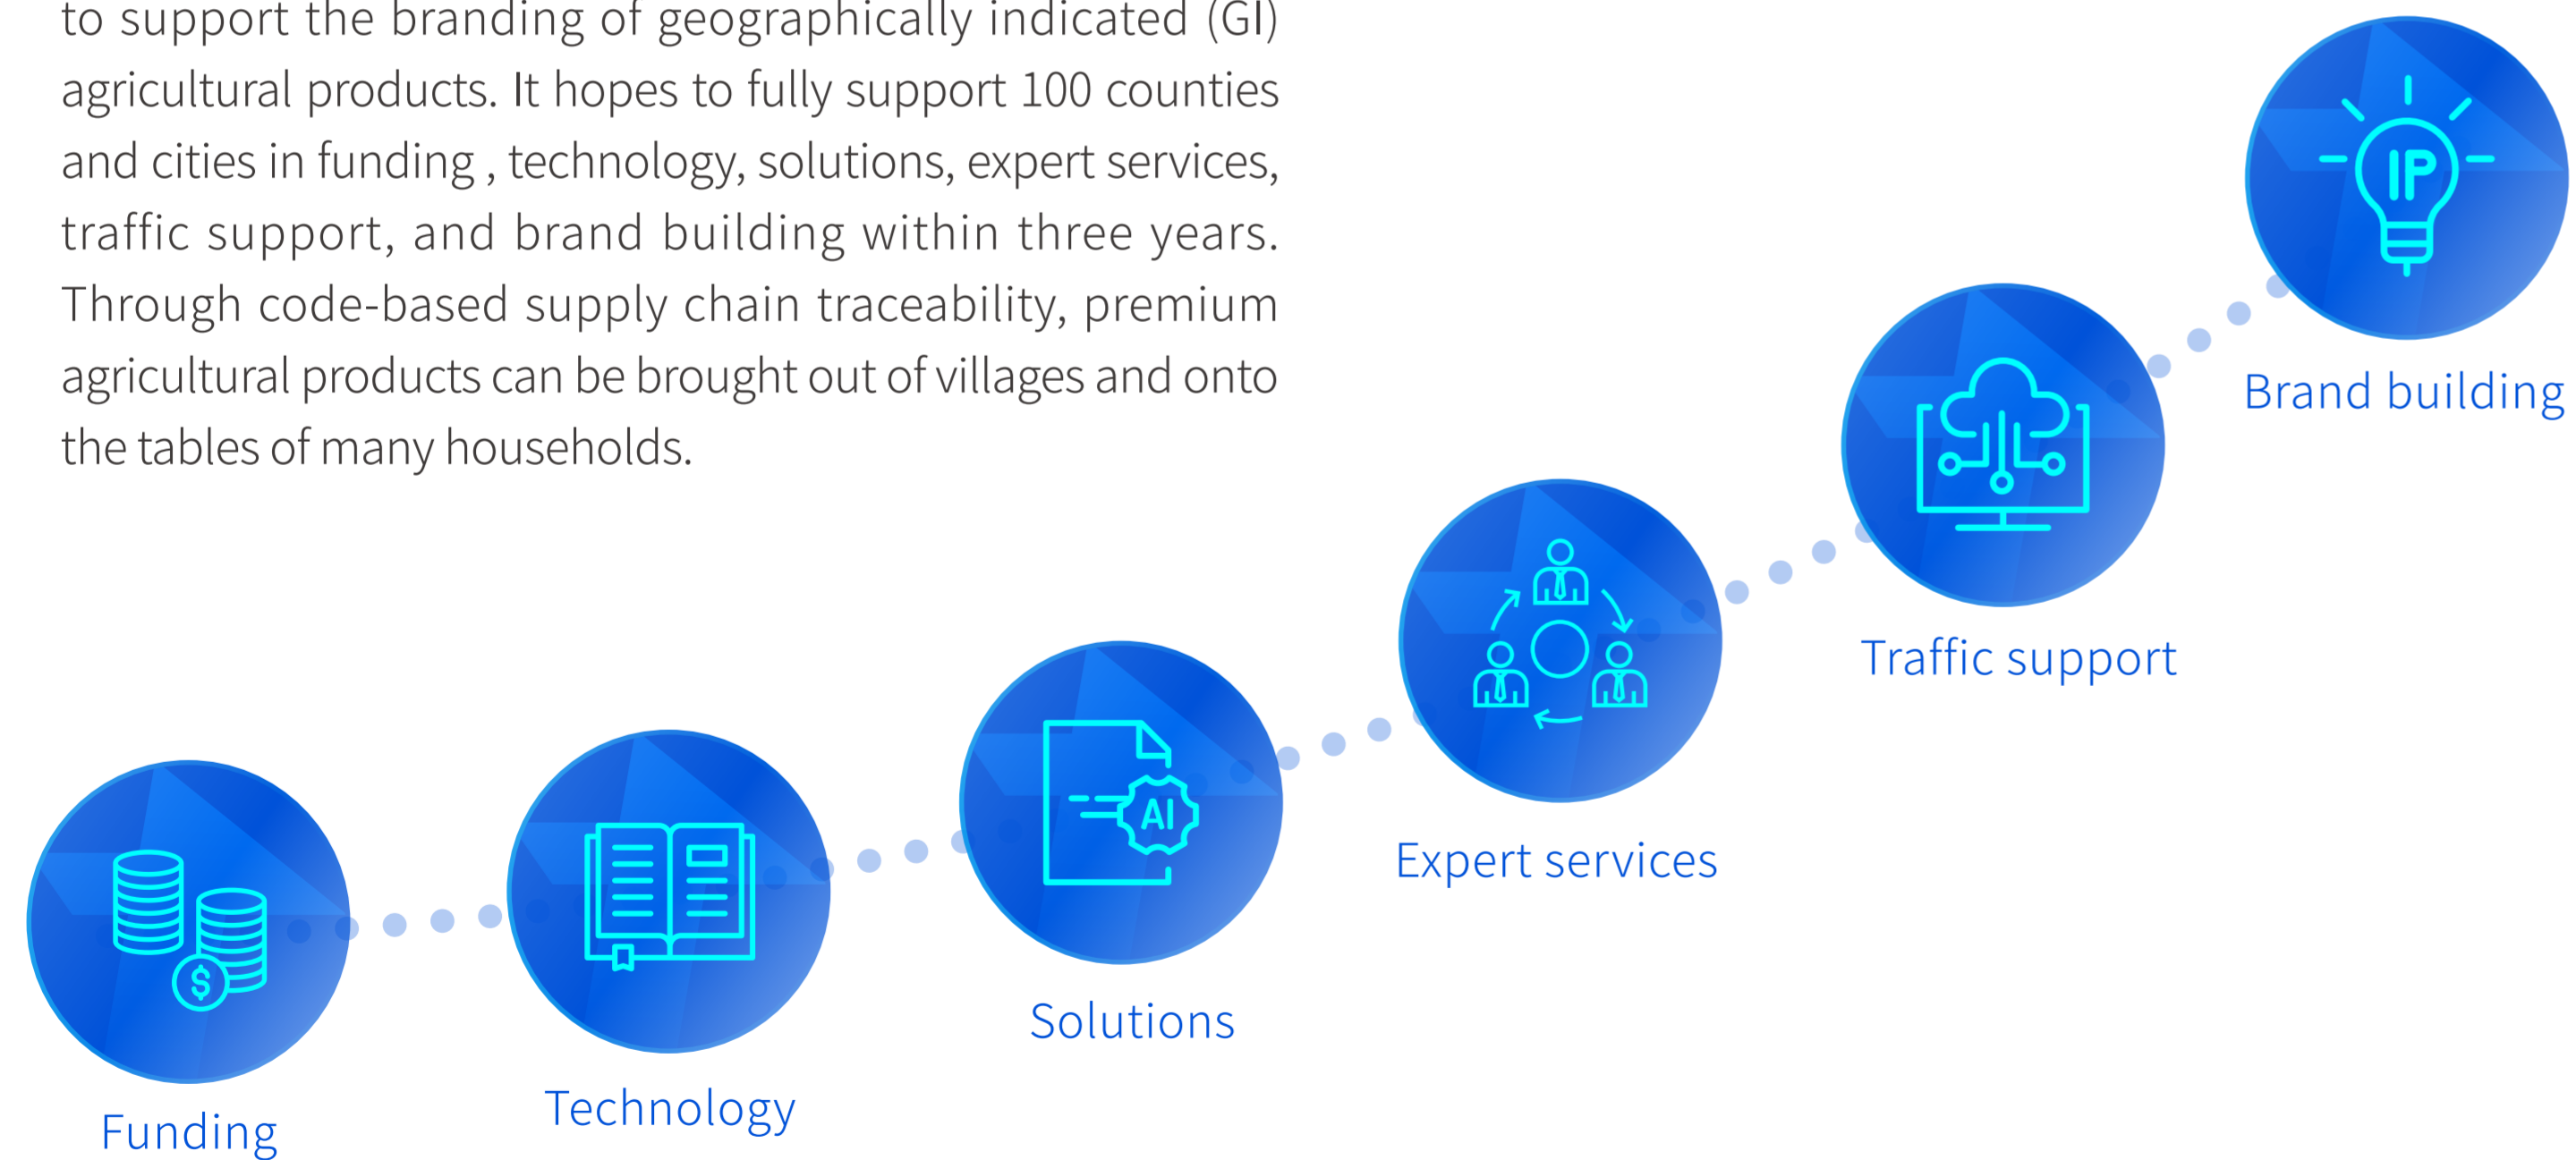 to support the branding of geographically indicated (GI)
agricultural products. It hopes to fully support 100 counties
and cities in funding , technology, solutions, expert services,
traffic support, and brand building within three years.
Through code-based supply chain traceability, premium
agricultural products can be brought out of villages and onto
the tables of many households.
IP
Brand building
Traffic support
Expert services
AI
Solutions
Technology
$
Funding